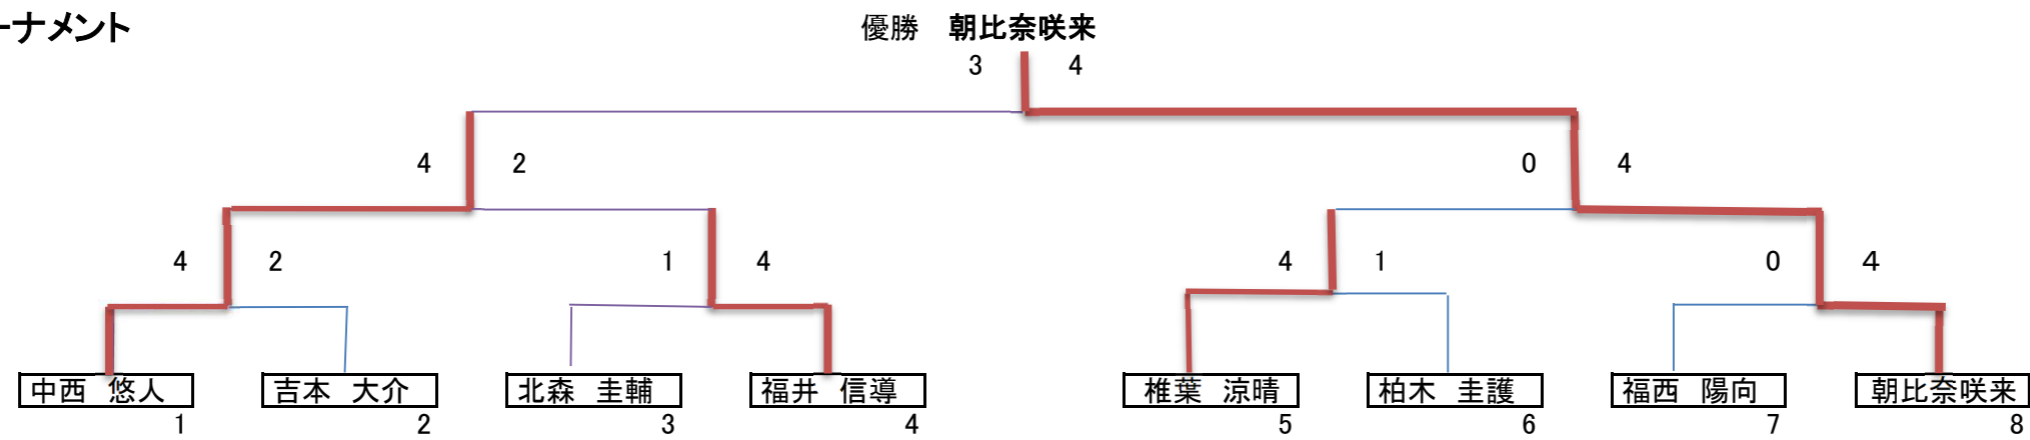 ーナメント
優勝 朝比奈咲来
3 4
4 2 0 4
4 2 1 4 4 1 0 4
中西 悠人 吉本 大介 北森 圭輔 福井 信導 椎葉 涼晴 柏木 圭護 福西 陽向 朝比奈咲来
1 2 3 4 5 6 7 8